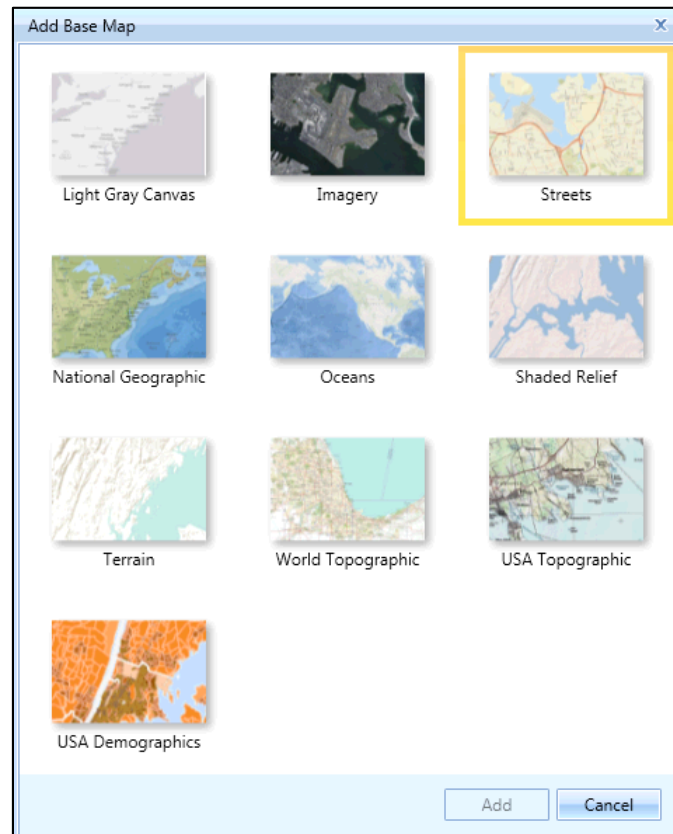 Add Base Map x
Light Gray Canvas Imagery Streets
National Geographic Oceans Shaded Relief
Terrain World Topographic USA Topographic
USA Demographics
Add Cancel